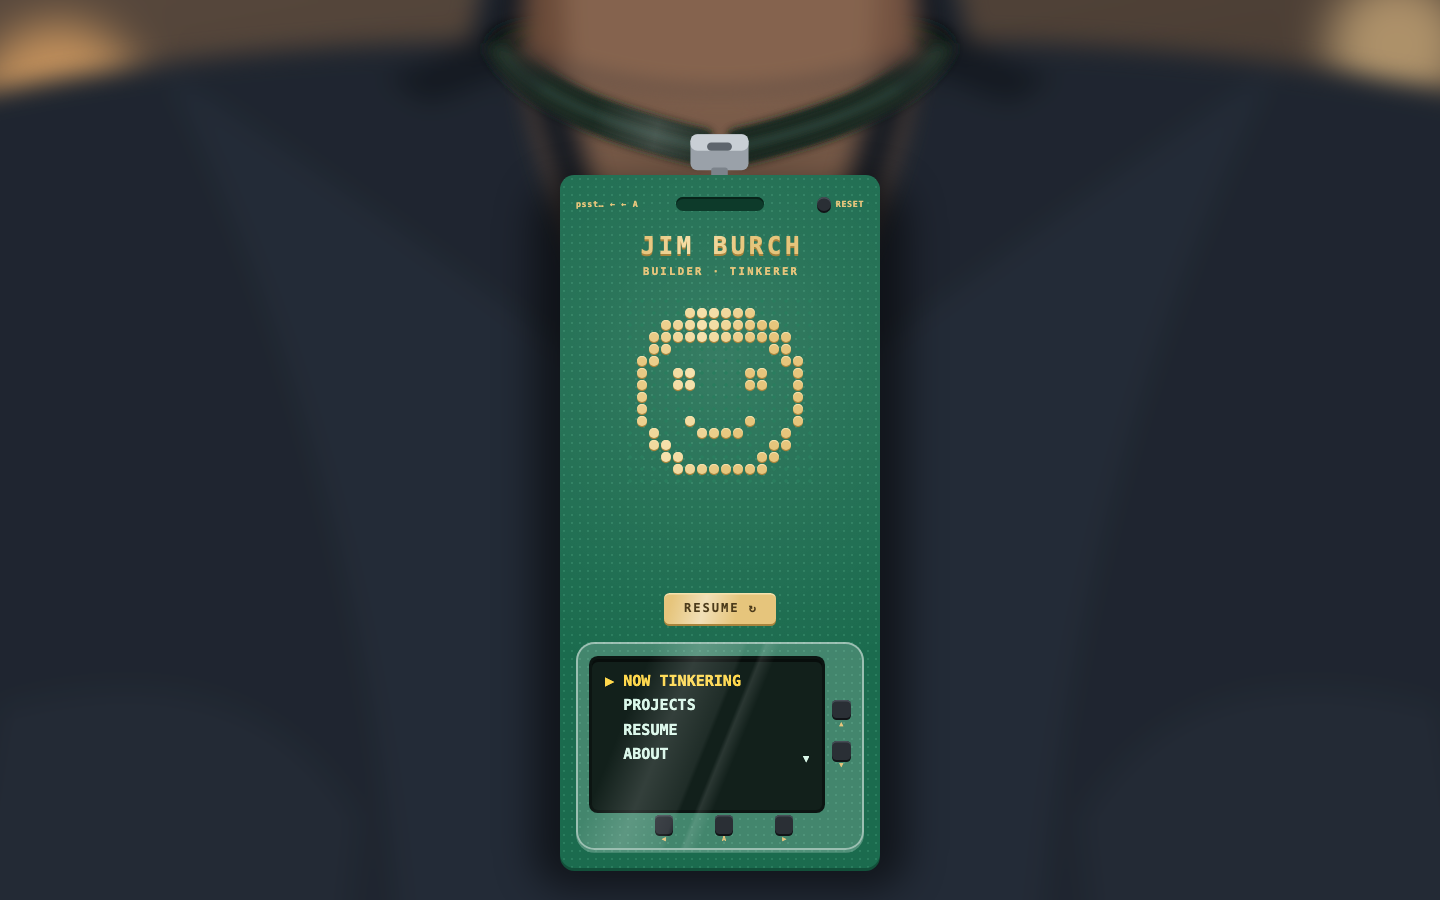 psst… ← ← A
RESET
JIM BURCH
BUILDER · TINKERER
RESUME ↻
▶ NOW TINKERING
PROJECTS
RESUME
ABOUT
▼
▲
▼
◀ A ▶